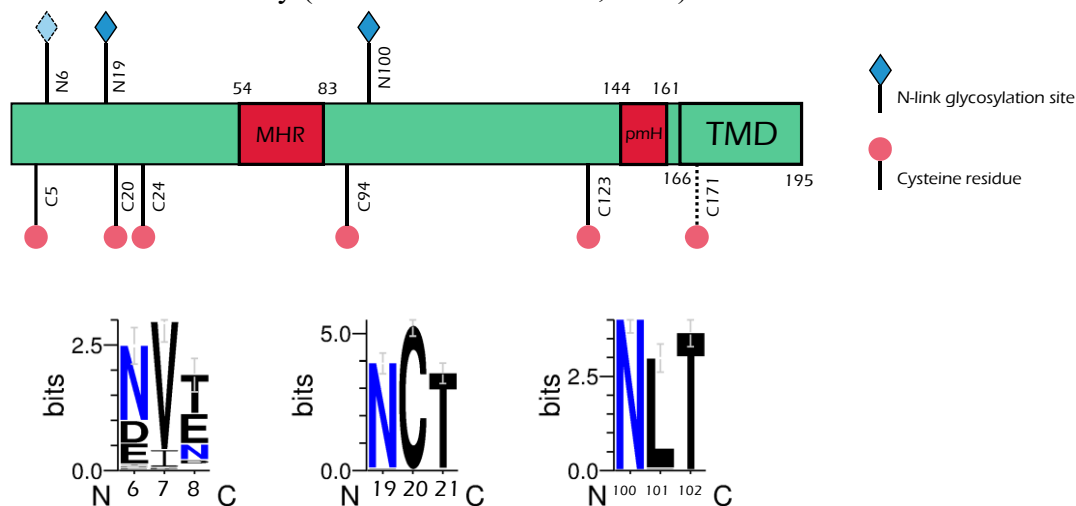 N6
N19
N100
54
83
144
161
MHR
pmH
TMD
166
195
C5
C20
C24
C94
C123
C171
N-link glycosylation site
Cysteine residue
bits
2.5
0.0
N 6 7 8 C
N
D
E
V
I
T
E
N
D
bits
5.0
0.0
N 19 20 21 C
N C T
bits
2.5
0.0
N 100 101 102 C
N L T